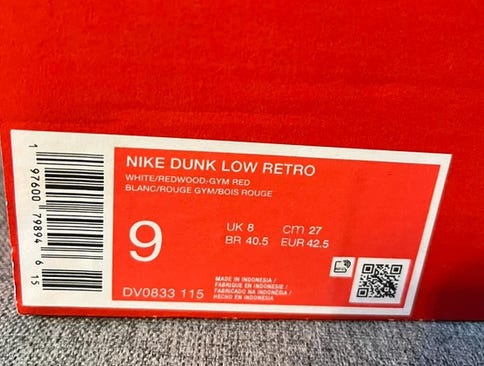 NIKE DUNK LOW RETRO
WHITE/REDWOOD-GYM RED
BLANC/ROUGE GYM/BOIS ROUGE
9
UK 8 cm 27
BR 40.5 EUR 42.5
MADE IN INDONESIA /
FABRIQUE EN INDONESIE /
FABRICADO NA INDONÉSIA /
HECHO EN INDONESIA
DV0833 115
1 97600 79894 6 15